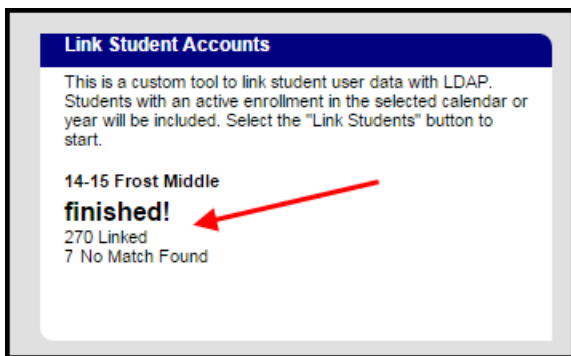 Link Student Accounts
This is a custom tool to link student user data with LDAP.
Students with an active enrollment in the selected calendar or
year will be included. Select the "Link Students" button to
start.
14-15 Frost Middle
finished!
270 Linked
7 No Match Found